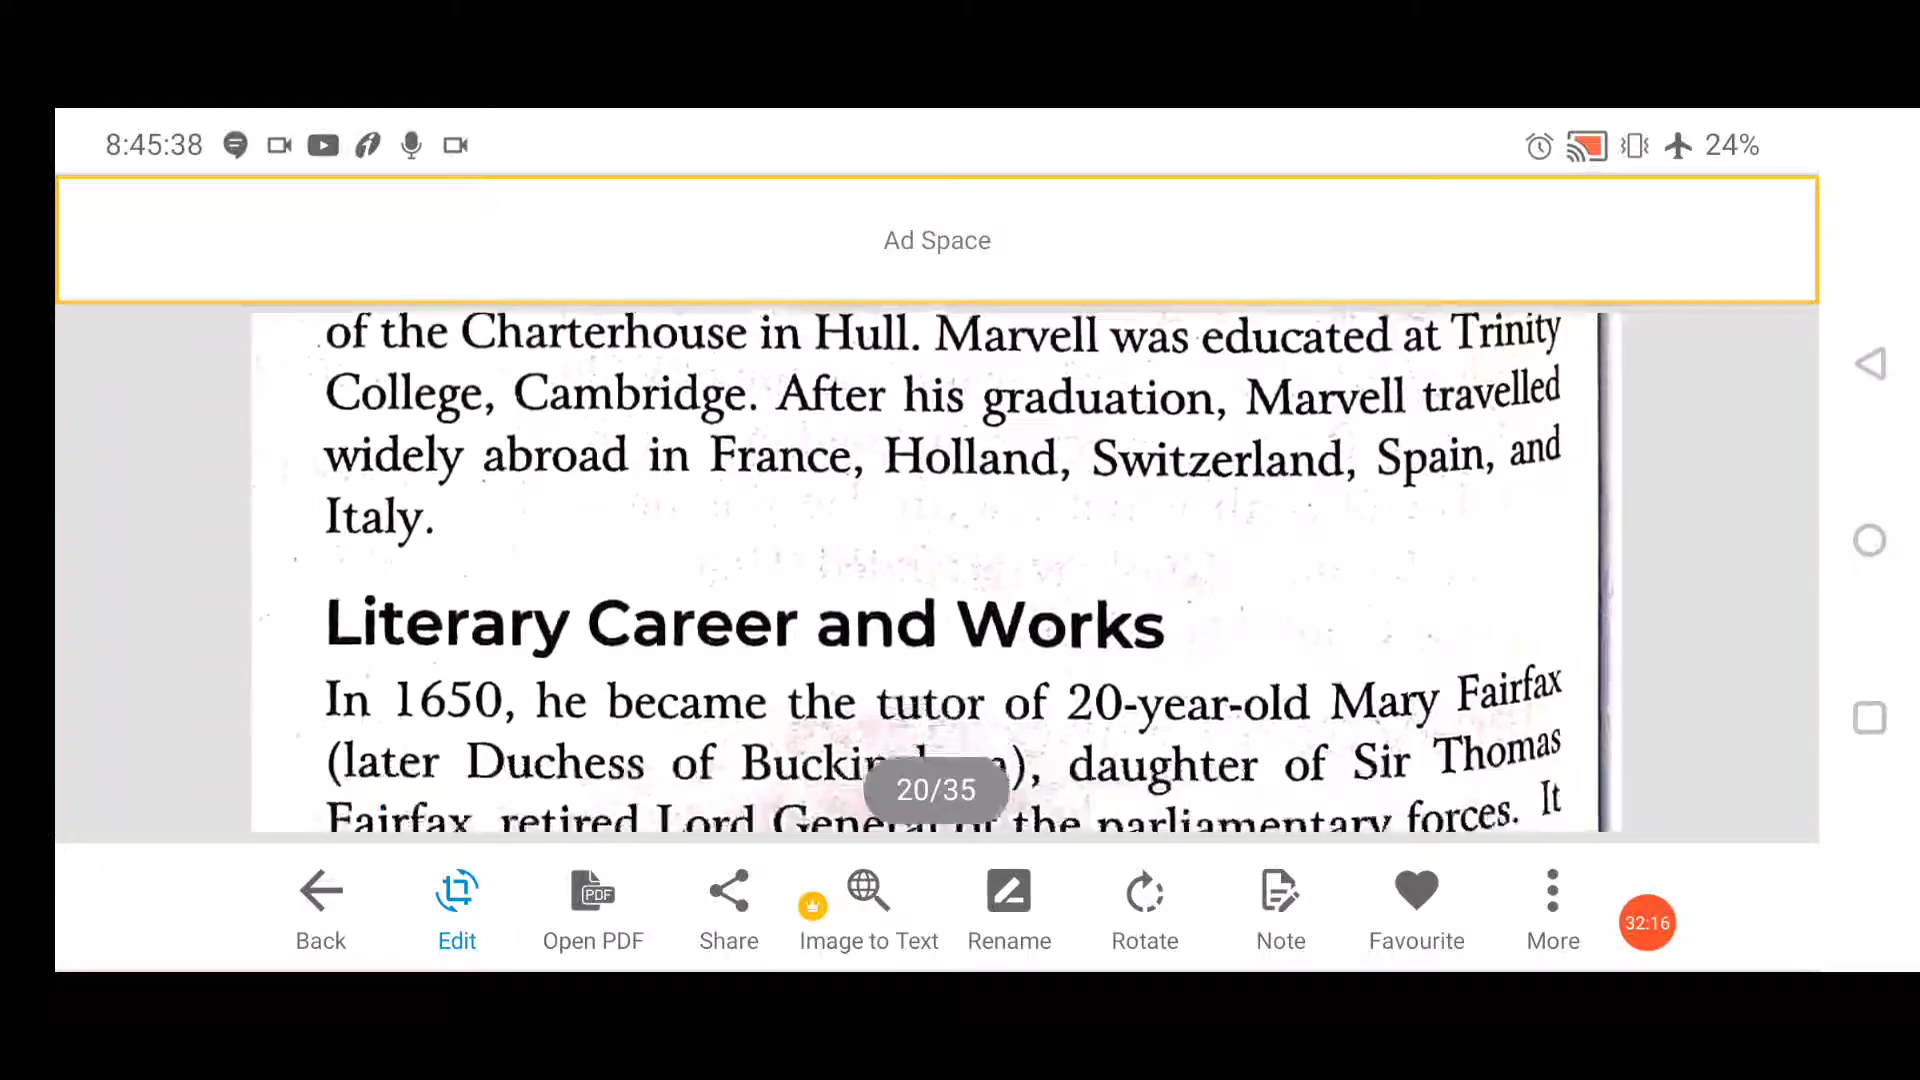 8:45:38
24%
Ad Space
of the Charterhouse in Hull. Marvell was educated at Trinity
College, Cambridge. After his graduation, Marvell travelled
widely abroad in France, Holland, Switzerland, Spain, and
Italy.
Literary Career and Works
In 1650, he became the tutor of 20-year-old Mary Fairfax
(later Duchess of), daughter of Sir Thomas
20/35
Fairfax, retired Lord General of the parliamentary forces. It
Back
Edit
PDF
Open PDF
Share
Image to Text
Rename
Rotate
Note
Favourite
More
32:16